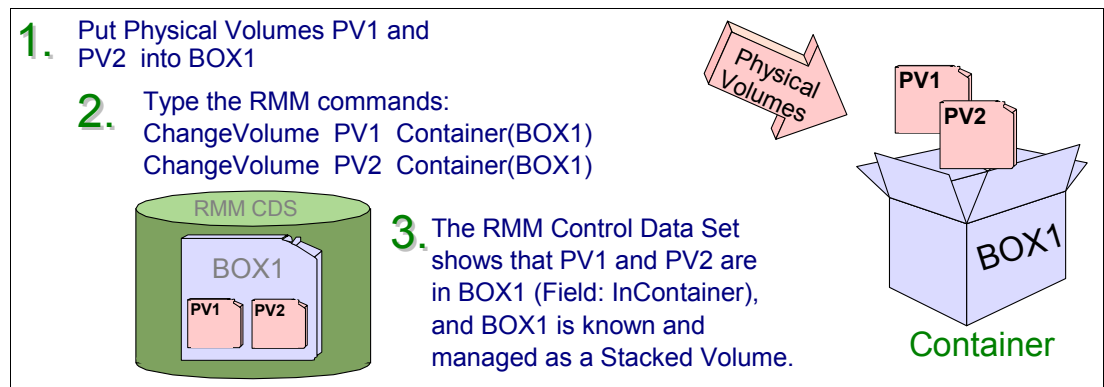 1. Put Physical Volumes PV1 and
PV2 into BOX1
2. Type the RMM commands:
ChangeVolume PV1 Container(BOX1)
ChangeVolume PV2 Container(BOX1)
RMM CDS
BOX1
PV1 PV2
3. The RMM Control Data Set
shows that PV1 and PV2 are
in BOX1 (Field: InContainer),
and BOX1 is known and
managed as a Stacked Volume.
Physical
Volumes
PV1
PV2
BOX1
Container